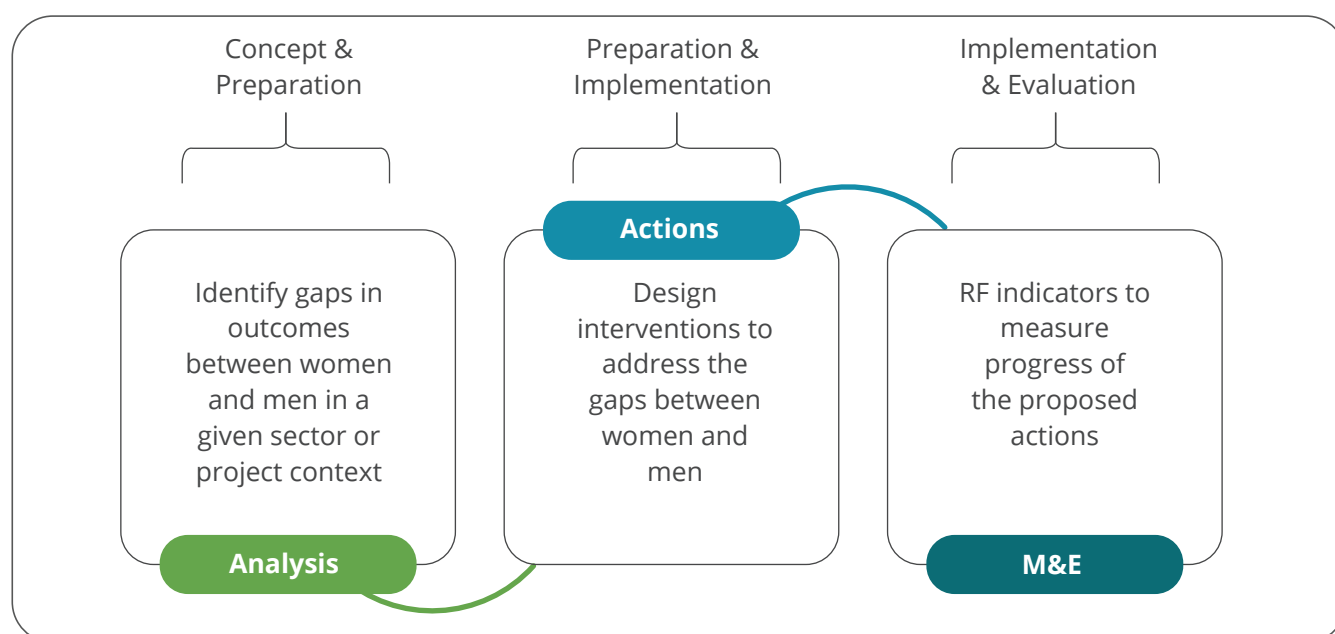 Concept &
Preparation
Preparation &
Implementation
Implementation
& Evaluation
Identify gaps in
outcomes
between women
and men in a
given sector or
project context
Analysis
Actions
Design
interventions to
address the
gaps between
women and
men
RF indicators to
measure
progress of
the proposed
actions
M&E